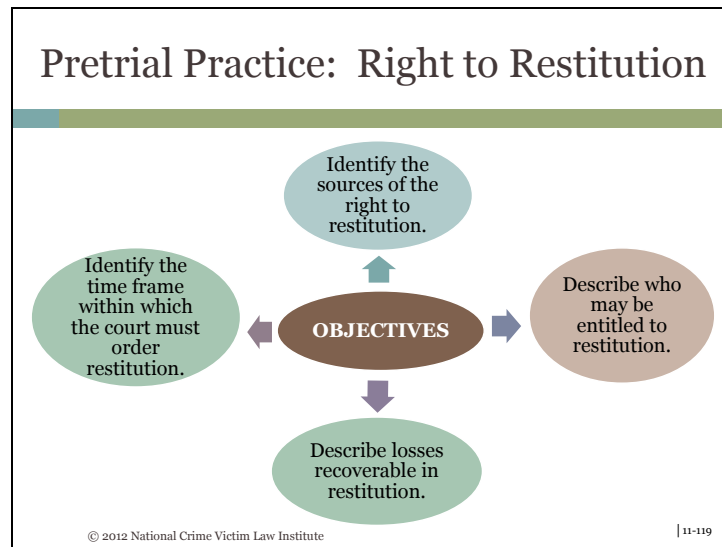 Pretrial Practice: Right to Restitution
Identify the
sources of the
right to
restitution.
Identify the
time frame
within which
the court must
order
restitution.
OBJECTIVES
Describe who
may be
entitled to
restitution.
Describe losses
recoverable in
restitution.
© 2012 National Crime Victim Law Institute
| 11-119